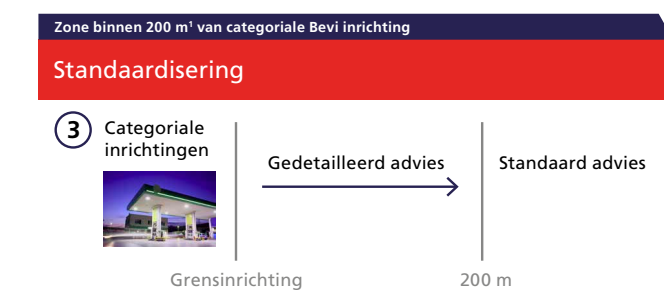 Zone binnen 200 m¹ van categoriale Bevi inrichting
Standaardisering
3
Categoriale
inrichtingen
Gedetailleerd advies
Standaard advies
Grensinrichting
200 m